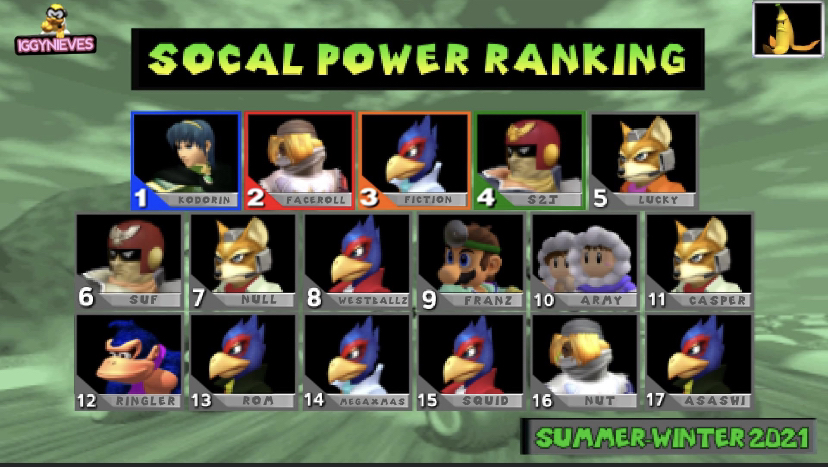 IGGYNIEVES
SOCAL POWER RANKING
1 KODORIN
2 FACEROLL
3 FICTION
4 S2J
5 LUCKY
6 SUF
7 NULL
8 WESTBALLZ
9 FRANZ
10 ARMY
11 CASPER
12 RINGLER
13 ROM
14 MEGAXMAS
15 SQUID
16 NUT
17 ASASHI
SUMMER-WINTER 2021